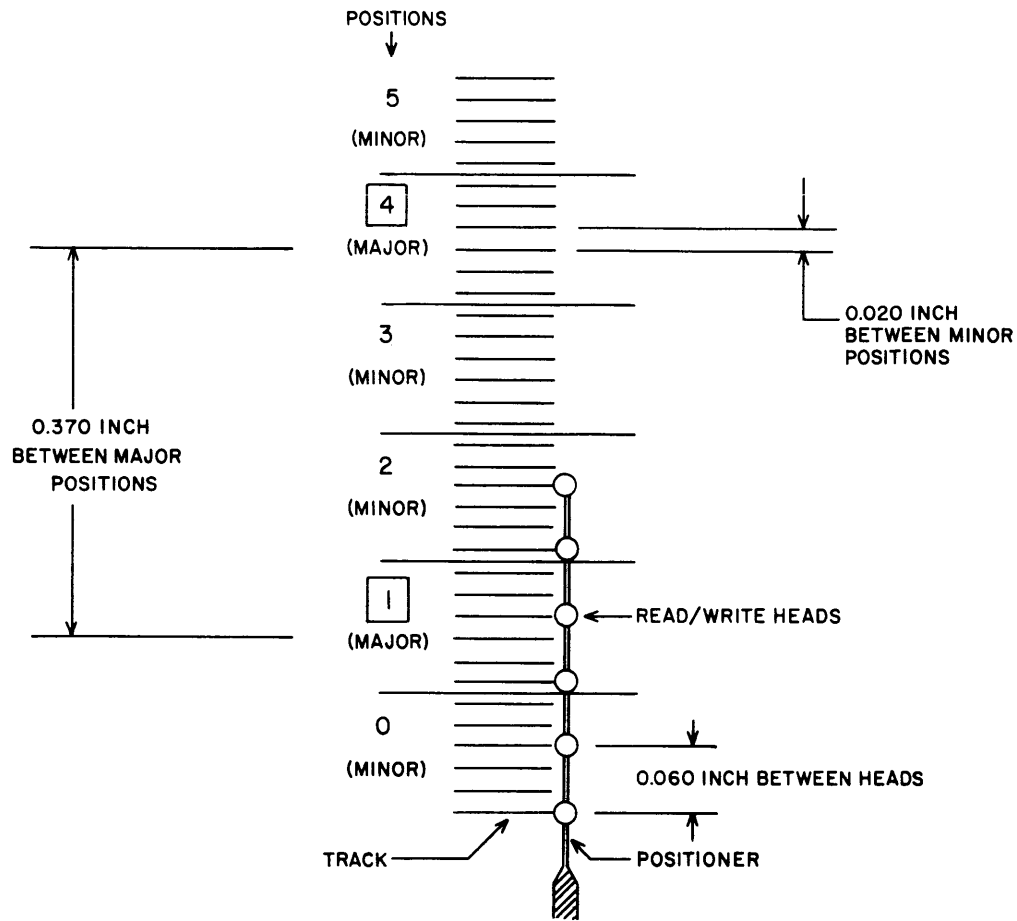 POSITIONS
5
(MINOR)
4
(MAJOR)
0.020 INCH
BETWEEN MINOR
POSITIONS
3
(MINOR)
0.370 INCH
BETWEEN MAJOR
POSITIONS
2
(MINOR)
1
READ/WRITE HEADS
(MAJOR)
0
(MINOR)
0.060 INCH BETWEEN HEADS
TRACK
POSITIONER